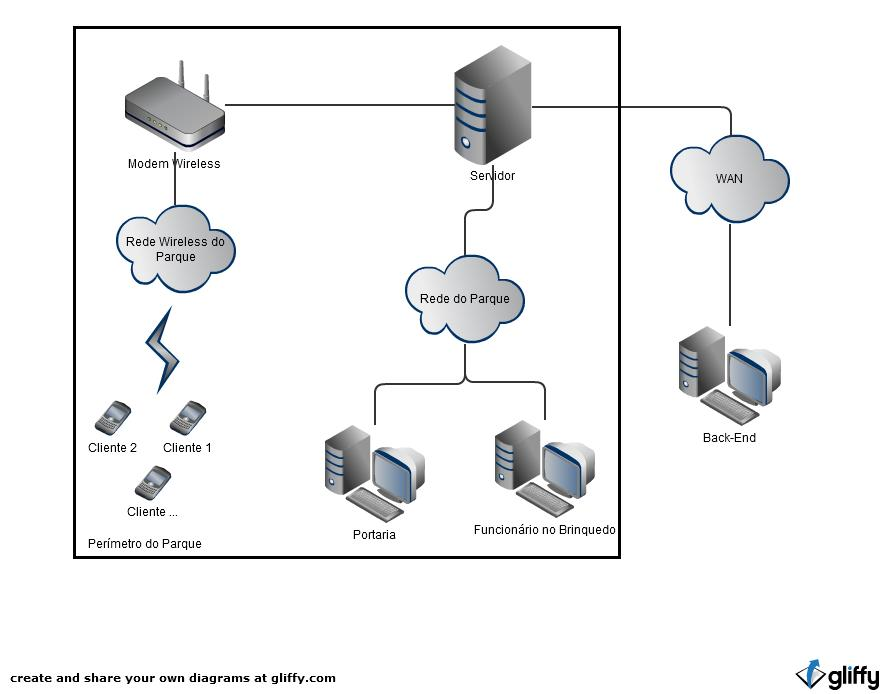 Modem Wireless
Servidor
WAN
Rede Wireless do
Parque
Rede do Parque
Cliente 2
Cliente 1
Back-End
Cliente ...
Portaria
Funcionário no Brinquedo
Perímetro do Parque
create and share your own diagrams at gliffy.com
gliffy